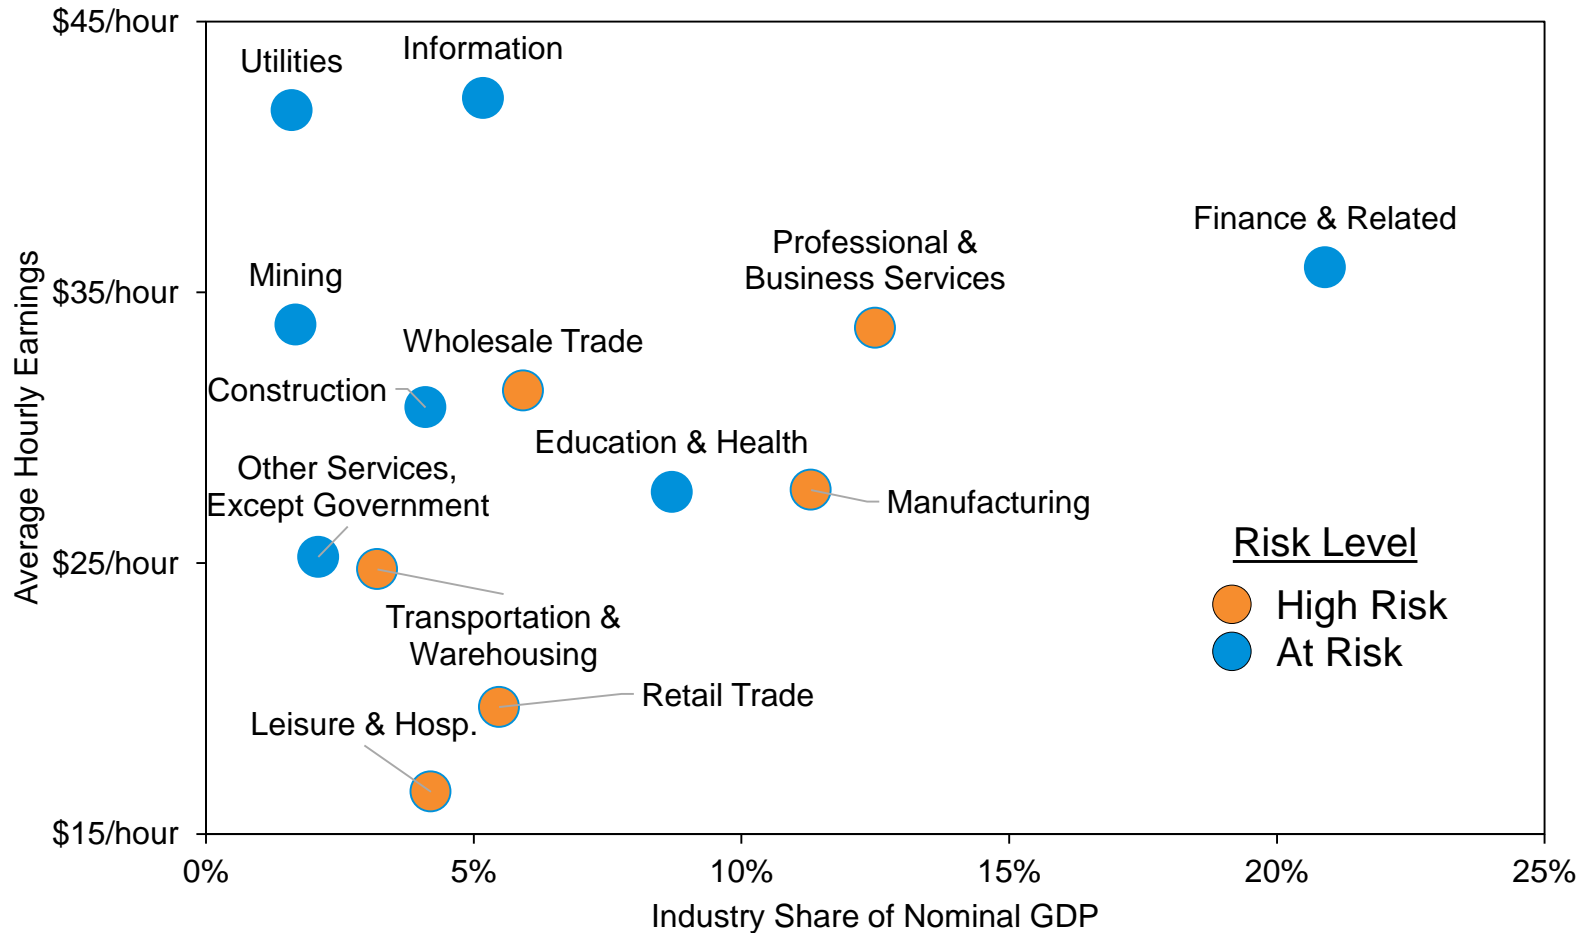 $45/hour
Information
Utilities
Finance & Related
Professional &
Business Services
Mining
$35/hour
Wholesale Trade
Construction
Education & Health
Other Services,
Except Government
Manufacturing
Average Hourly Earnings
$25/hour
Risk Level
High Risk
At Risk
Transportation &
Warehousing
Retail Trade
Leisure & Hosp.
$15/hour
0%
5%
10%
15%
20%
25%
Industry Share of Nominal GDP